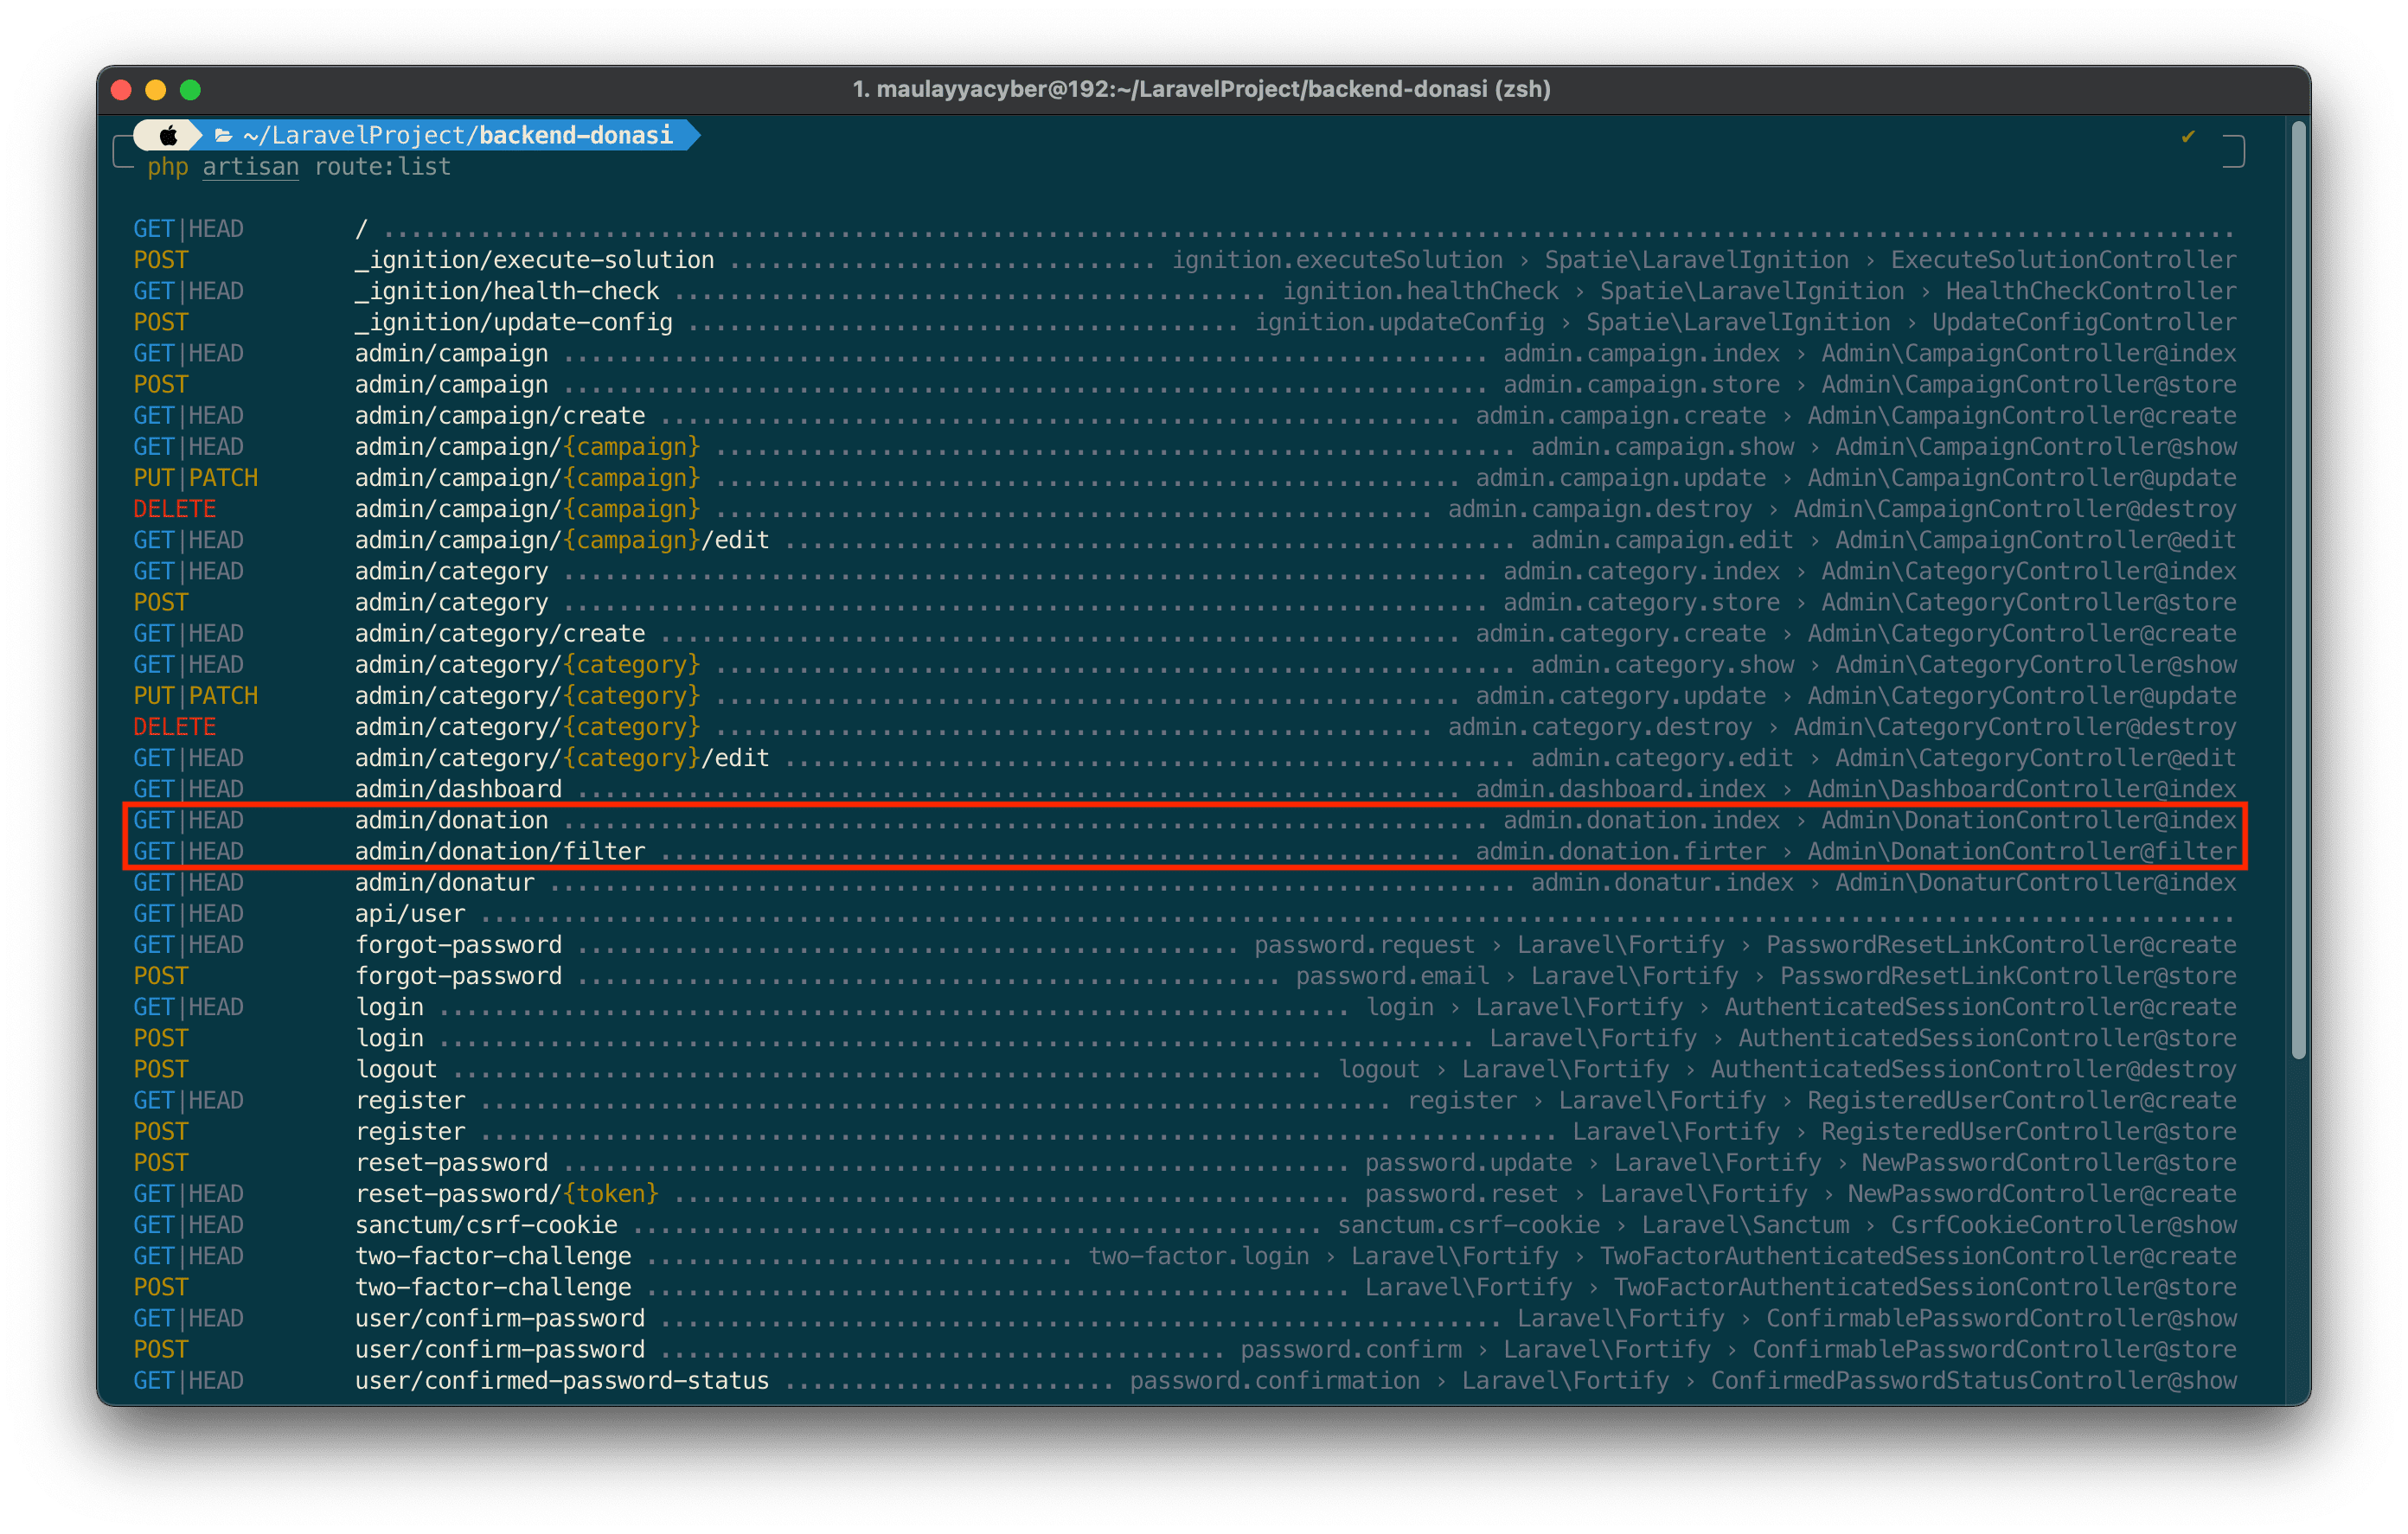 1. maulayyacyber@192:~/LaravelProject/backend-donasi (zsh)
~/LaravelProject/backend-donasi ✔
php artisan route:list
GET|HEAD / ........................................................................................................................................
POST _ignition/execute-solution ............................... ignition.executeSolution › Spatie\LaravelIgnition › ExecuteSolutionController
GET|HEAD _ignition/health-check ........................................... ignition.healthCheck › Spatie\LaravelIgnition › HealthCheckController
POST _ignition/update-config ........................................ ignition.updateConfig › Spatie\LaravelIgnition › UpdateConfigController
GET|HEAD admin/campaign ................................................................... admin.campaign.index › Admin\CampaignController@index
POST admin/campaign ................................................................... admin.campaign.store › Admin\CampaignController@store
GET|HEAD admin/campaign/create .......................................................... admin.campaign.create › Admin\CampaignController@create
GET|HEAD admin/campaign/{campaign} .......................................................... admin.campaign.show › Admin\CampaignController@show
PUT|PATCH admin/campaign/{campaign} ...................................................... admin.campaign.update › Admin\CampaignController@update
DELETE admin/campaign/{campaign} .................................................... admin.campaign.destroy › Admin\CampaignController@destroy
GET|HEAD admin/campaign/{campaign}/edit ..................................................... admin.campaign.edit › Admin\CampaignController@edit
GET|HEAD admin/category ................................................................... admin.category.index › Admin\CategoryController@index
POST admin/category ................................................................... admin.category.store › Admin\CategoryController@store
GET|HEAD admin/category/create .......................................................... admin.category.create › Admin\CategoryController@create
GET|HEAD admin/category/{category} .......................................................... admin.category.show › Admin\CategoryController@show
PUT|PATCH admin/category/{category} ...................................................... admin.category.update › Admin\CategoryController@update
DELETE admin/category/{category} .................................................... admin.category.destroy › Admin\CategoryController@destroy
GET|HEAD admin/category/{category}/edit ..................................................... admin.category.edit › Admin\CategoryController@edit
GET|HEAD admin/dashboard ................................................................ admin.dashboard.index › Admin\DashboardController@index
GET|HEAD admin/donation ................................................................... admin.donation.index › Admin\DonationController@index
GET|HEAD admin/donation/filter .......................................................... admin.donation.firter › Admin\DonationController@filter
GET|HEAD admin/donatur ...................................................................... admin.donatur.index › Admin\DonaturController@index
GET|HEAD api/user .................................................................................................................................
GET|HEAD forgot-password ................................................ password.request › Laravel\Fortify › PasswordResetLinkController@create
POST forgot-password ................................................... password.email › Laravel\Fortify › PasswordResetLinkController@store
GET|HEAD login .................................................................. login › Laravel\Fortify › AuthenticatedSessionController@create
POST login ........................................................................... Laravel\Fortify › AuthenticatedSessionController@store
POST logout ............................................................... logout › Laravel\Fortify › AuthenticatedSessionController@destroy
GET|HEAD register .................................................................. register › Laravel\Fortify › RegisteredUserController@create
POST register .............................................................................. Laravel\Fortify › RegisteredUserController@store
POST reset-password ......................................................... password.update › Laravel\Fortify › NewPasswordController@store
GET|HEAD reset-password/{token} ................................................. password.reset › Laravel\Fortify › NewPasswordController@create
GET|HEAD sanctum/csrf-cookie .................................................. sanctum.csrf-cookie › Laravel\Sanctum › CsrfCookieController@show
GET|HEAD two-factor-challenge ............................... two-factor.login › Laravel\Fortify › TwoFactorAuthenticatedSessionController@create
POST two-factor-challenge ................................................... Laravel\Fortify › TwoFactorAuthenticatedSessionController@store
GET|HEAD user/confirm-password ............................................................. Laravel\Fortify › ConfirmablePasswordController@show
POST user/confirm-password ......................................... password.confirm › Laravel\Fortify › ConfirmablePasswordController@store
GET|HEAD user/confirmed-password-status ........................ password.confirmation › Laravel\Fortify › ConfirmedPasswordStatusController@show